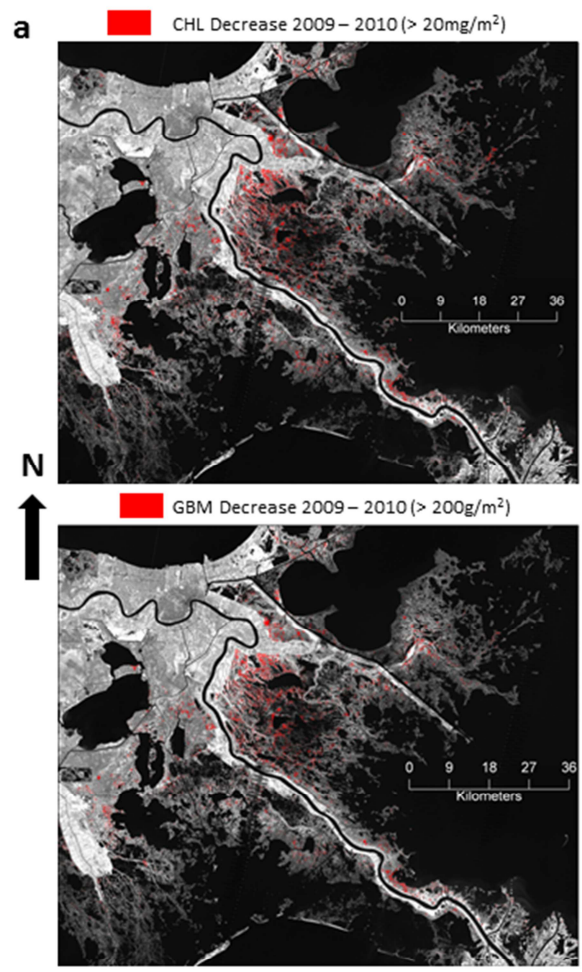 a
CHL Decrease 2009 – 2010 (> 20mg/m²)
0 9 18 27 36
Kilometers
N
GBM Decrease 2009 – 2010 (> 200g/m²)
0 9 18 27 36
Kilometers